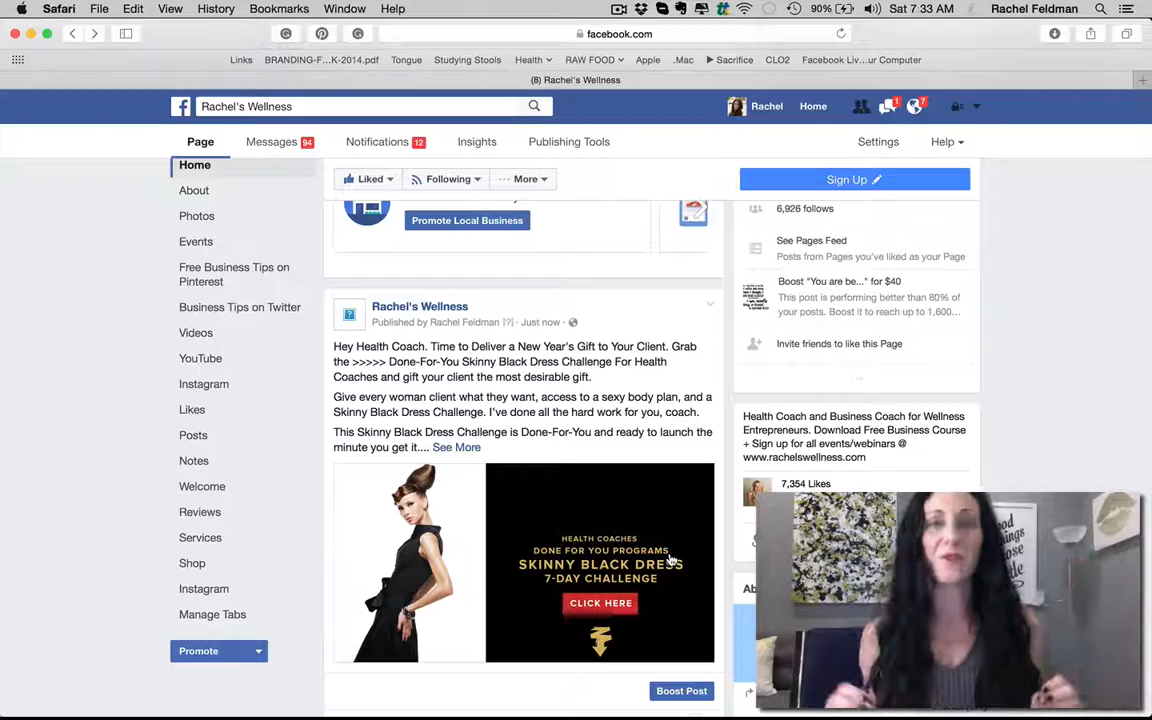 Safari File Edit View History Bookmarks Window Help 90% Sat 7:33 AM Rachel Feldman
facebook.com
Links BRANDING-F...K-2014.pdf Tongue Studying Stools Health RAW FOOD Apple .Mac Sacrifice CLO2 Facebook Liv...ur Computer
(8) Rachel's Wellness
Rachel's Wellness Rachel Home 1 7
Page Messages 94 Notifications 12 Insights Publishing Tools Settings Help
Home
About
Photos
Events
Free Business Tips on
Pinterest
Business Tips on Twitter
Videos
YouTube
Instagram
Likes
Posts
Notes
Welcome
Reviews
Services
Shop
Instagram
Manage Tabs
Promote
Liked Following ... More
Sign Up
Promote Local Business
Rachel's Wellness
Published by Rachel Feldman [?] · Just now ·
Hey Health Coach. Time to Deliver a New Year's Gift to Your Client. Grab
the >>>>> Done-For-You Skinny Black Dress Challenge For Health
Coaches and gift your client the most desirable gift.
Give every woman client what they want, access to a sexy body plan, and a
Skinny Black Dress Challenge. I've done all the hard work for you, coach.
This Skinny Black Dress Challenge is Done-For-You and ready to launch the
minute you get it.... See More
HEALTH COACHES
DONE FOR YOU PROGRAMS
SKINNY BLACK DRESS
7-DAY CHALLENGE
CLICK HERE
Boost Post
6,926 follows
See Pages Feed
Posts from Pages you've liked as your Page
Boost "You are be..." for $40
This post is performing better than 80% of
your posts. Boost it to reach up to 1,600...
Invite friends to like this Page
...
Health Coach and Business Coach for Wellness
Entrepreneurs. Download Free Business Course
+ Sign up for all events/webinars @
www.rachelswellness.com
7,354 Likes